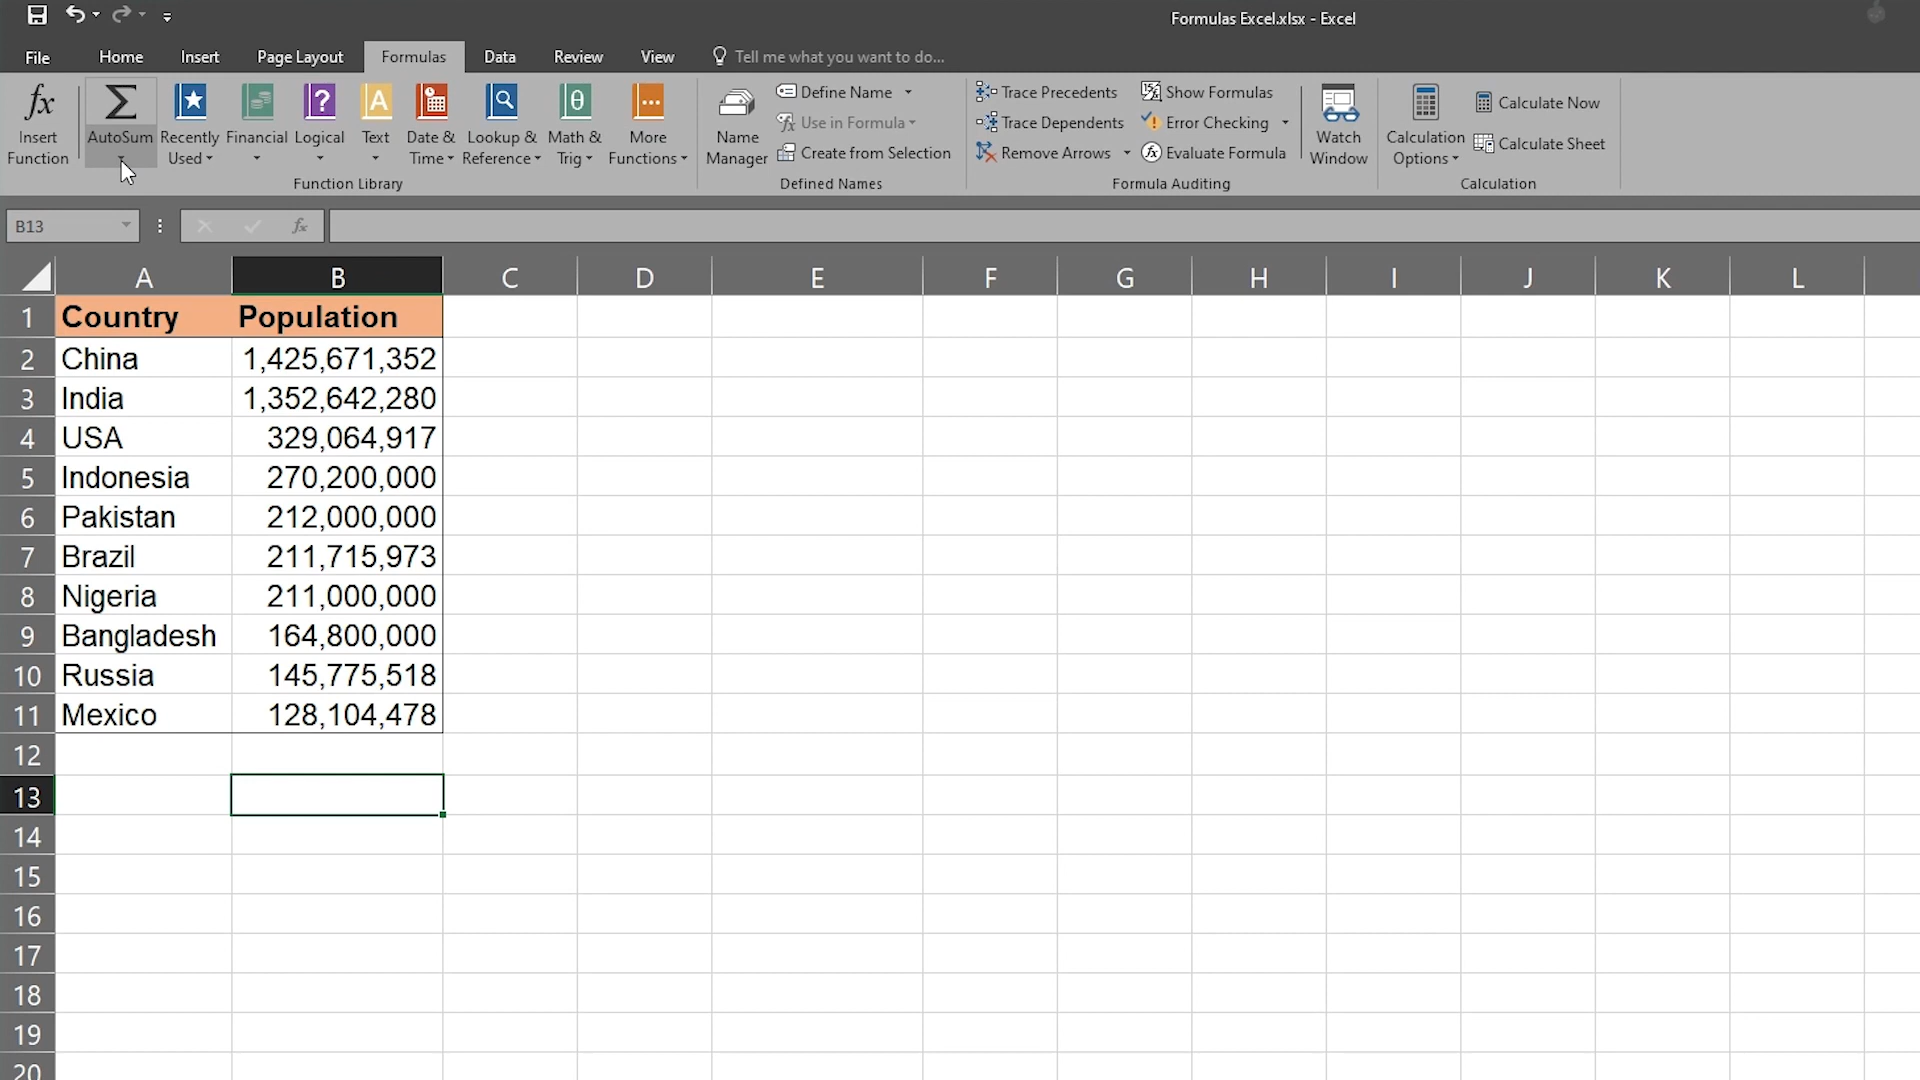 Formulas Excel.xlsx - Excel
File Home Insert Page Layout Formulas Data Review View Tell me what you want to do...
Insert Function
AutoSum
Recently Used
Financial
Logical
Text
Date & Time
Lookup & Reference
Math & Trig
More Functions
Function Library
Name Manager
Define Name
Use in Formula
Create from Selection
Defined Names
Trace Precedents
Trace Dependents
Remove Arrows
Show Formulas
Error Checking
Evaluate Formula
Formula Auditing
Watch Window
Calculation Options
Calculate Now
Calculate Sheet
Calculation
B13 fx
A B C D E F G H I J K L
1 Country Population
2 China 1,425,671,352
3 India 1,352,642,280
4 USA 329,064,917
5 Indonesia 270,200,000
6 Pakistan 212,000,000
7 Brazil 211,715,973
8 Nigeria 211,000,000
9 Bangladesh 164,800,000
10 Russia 145,775,518
11 Mexico 128,104,478
12
13
14
15
16
17
18
19
20